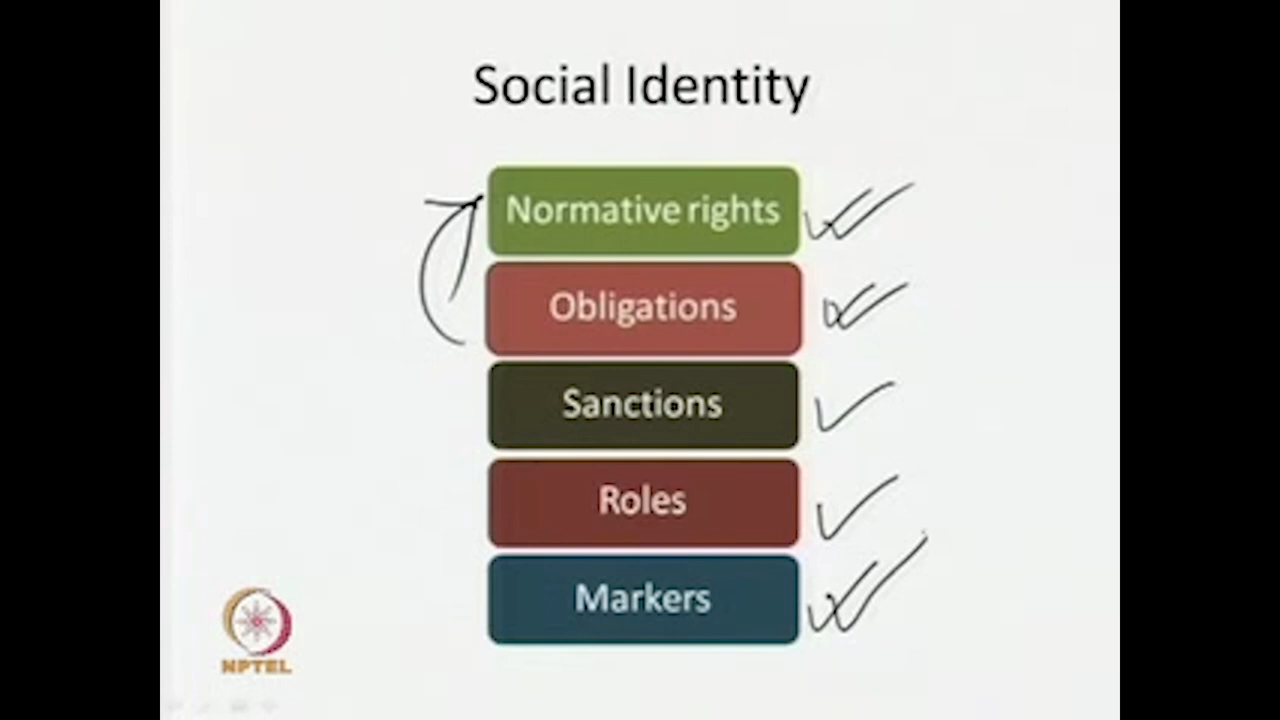 Social Identity
Normative rights
Obligations
Sanctions
Roles
Markers
NPTEL